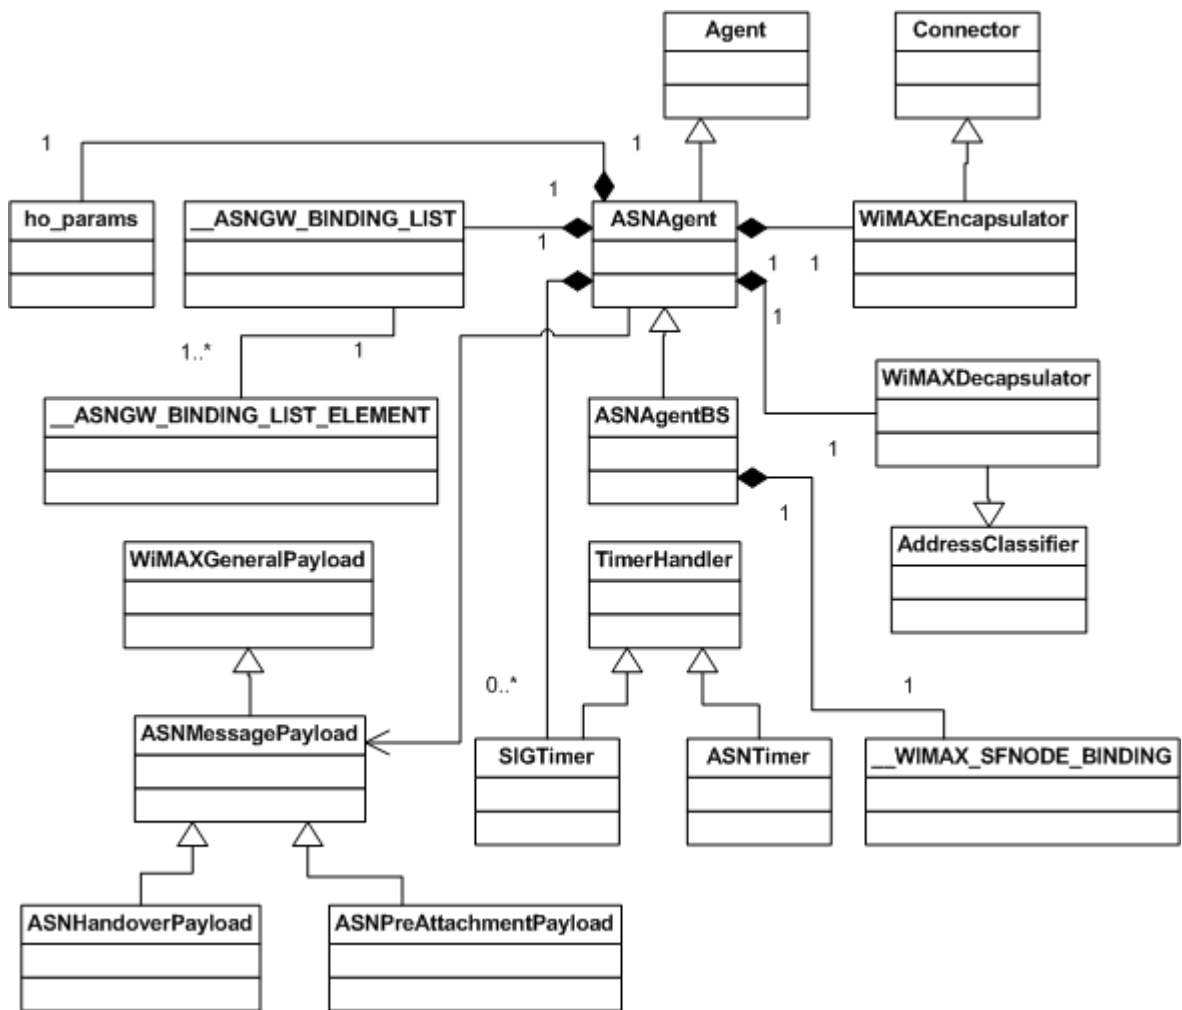 Agent
Connector
1
1
1
ho_params
__ASNGW_BINDING_LIST
ASNAgent
WiMAXEncapsulator
1
1
1
1
1..*
1
WiMAXDecapsulator
__ASNGW_BINDING_LIST_ELEMENT
ASNAgentBS
1
1
AddressClassifier
WiMAXGeneralPayload
TimerHandler
0..*
1
ASNMessagePayload
SIGTimer
ASNTimer
__WIMAX_SFNODE_BINDING
ASNHandoverPayload
ASNPreAttachmentPayload